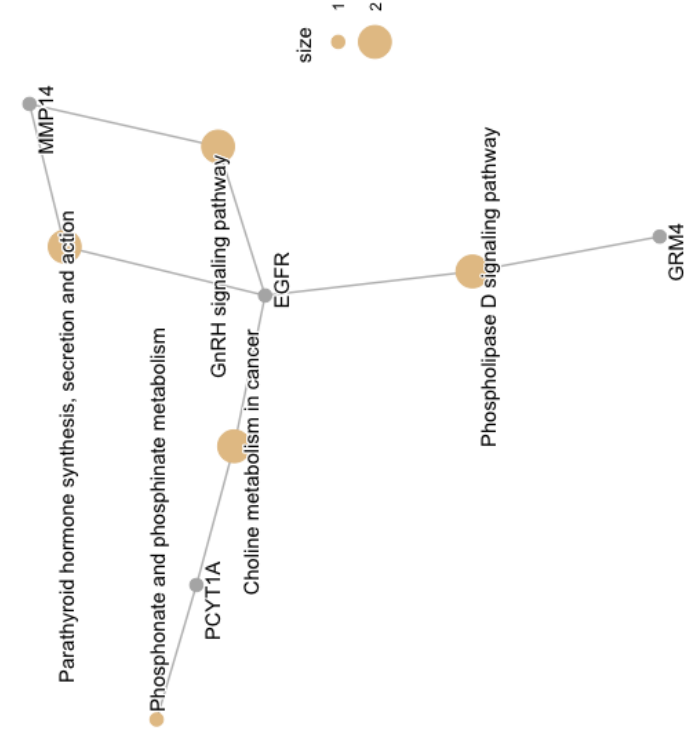 size
1
2
MMP14
Parathyroid hormone synthesis, secretion and action
GnRH signaling pathway
EGFR
Phospholipase D signaling pathway
GRM4
Phosphonate and phosphinate metabolism
Choline metabolism in cancer
PCYT1A